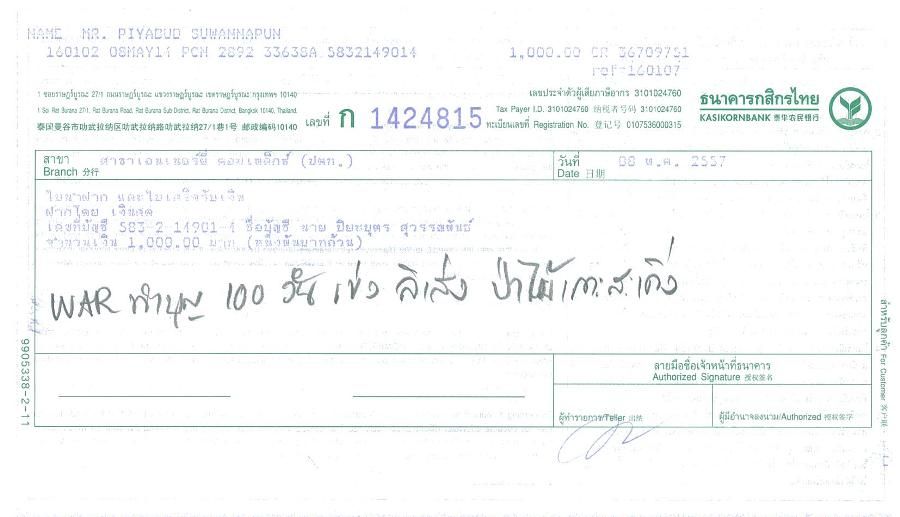 NAME MR. PIYABUD SUWANNAPUN
160102 08MAY14 PCN 2892 33638A 5832149014 1,000.00 CR 36709751
ref-160107
1 ซอยราษฎร์บูรณะ 27/1 ถนนราษฎร์บูรณะ แขวงราษฎร์บูรณะ เขตราษฎร์บูรณะ กรุงเทพฯ 10140
1 Soi Rat Burana 27/1, Rat Burana Road, Rat Burana Sub District, Rat Burana District, Bangkok 10140, Thailand.
泰国曼谷市叻武拉纳区叻武拉纳路叻武拉纳27/1巷1号 邮政编码10140
เลขที่ ก 1424815
เลขประจำตัวผู้เสียภาษีอากร 3101024760
Tax Payer I.D. 3101024760 纳税者号码 3101024760
ทะเบียนเลขที่ Registration No. 登记号 0107536000315
ธนาคารกสิกรไทย
KASIKORNBANK 泰华农民银行
สาขา สาขาเอนเนอร์ยี่ คอมเพล็กซ์ (ปตท.)
Branch 分行
วันที่ 08 พ.ค. 2557
Date 日期
ใบนำฝาก และใบเสร็จรับเงิน
ฝากโดย เงินสด
เลขที่บัญชี 583-2 14901-4 ชื่อบัญชี นาย ปิยะบุตร สุวรรณพันธ์
จำนวนเงิน 1,000.00 บาท (หนึ่งพันบาทถ้วน)
WAR ทำบุญ 100 วัน เข่ง ลิเส็ง ป่าไม้เกาะสะเดิ่ง
ลายมือชื่อเจ้าหน้าที่ธนาคาร
Authorized Signature 授权签名
ผู้ทำรายการ/Teller 出纳
ผู้มีอำนาจลงนาม/Authorized 授权签字
สำหรับลูกค้า For Customer 客户联
9905338-2-11